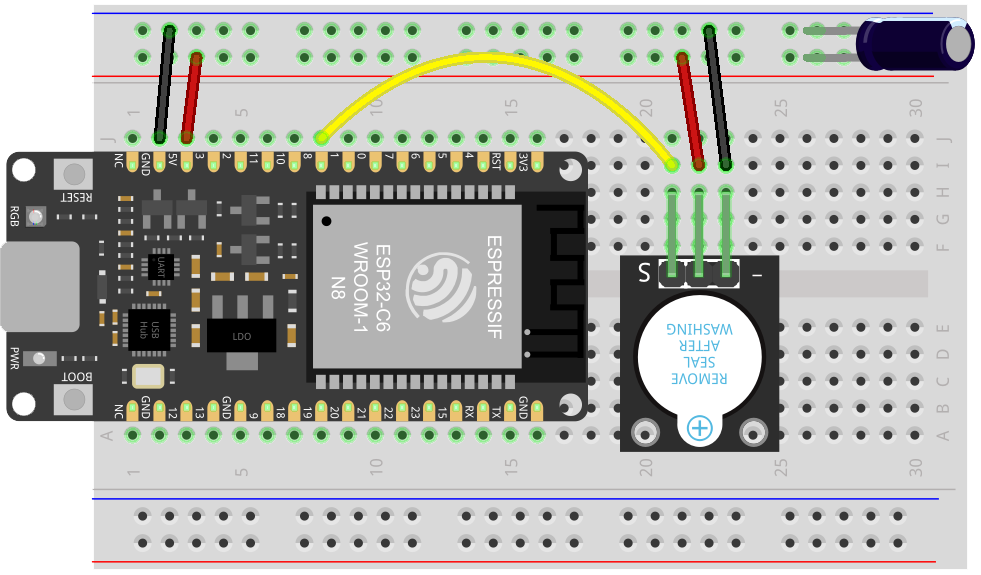 1 5 10 15 20 25 30
J J
NC GND 5V 3 2 11 10 8 1 0 7 6 5 4 RST 3V3
I
H
G
F
RESET
RGB
UART
USB
Hub
LDO
ESPRESSIF
ESP32-C6
WROOM-1
N8
S -
REMOVE
SEAL
AFTER
WASHING
E
D
C
B
A A
PWR
BOOT
NC GND 12 13 GND 9 18 19 20 21 22 23 15 RX TX GND
1 5 10 15 20 25 30